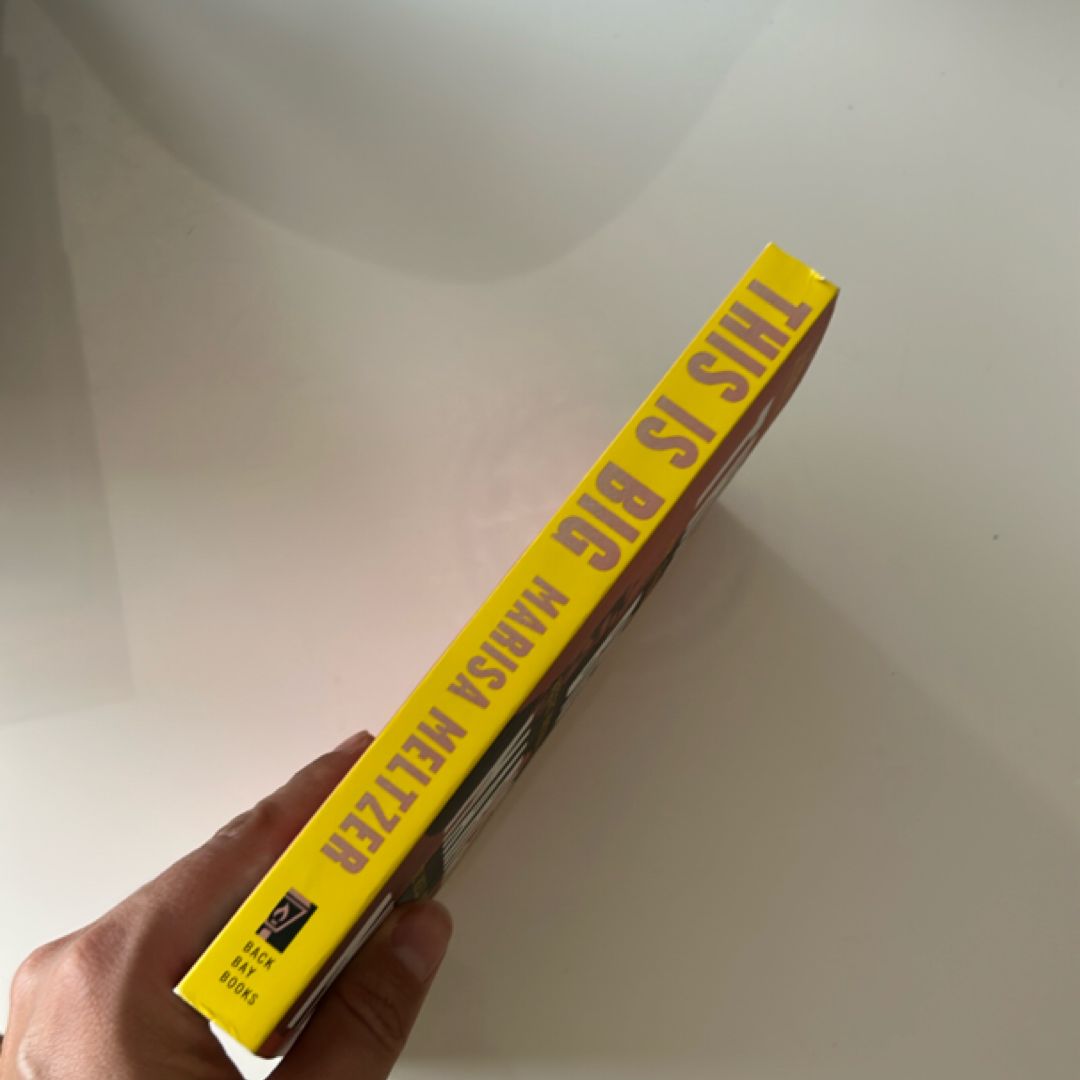 THIS IS BIG MARISA MELTZER
BACK
BAY
BOOKS